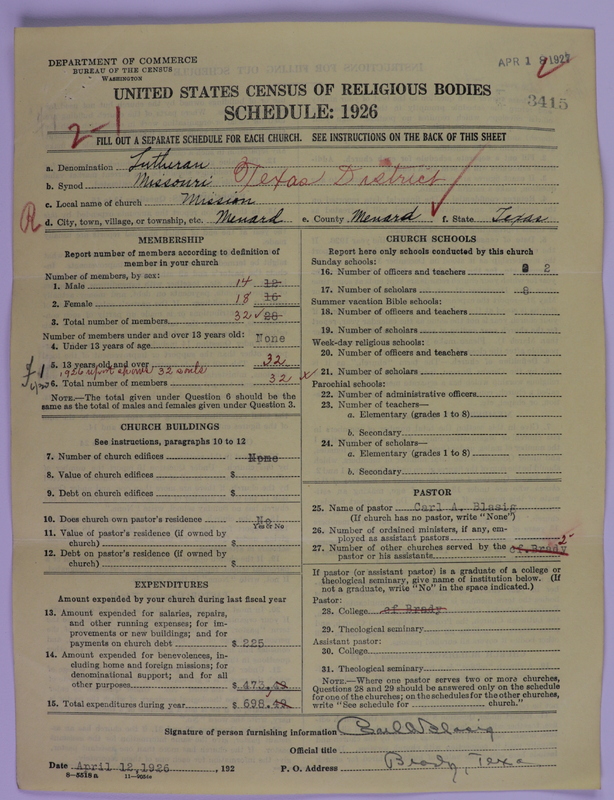 DEPARTMENT OF COMMERCE
BUREAU OF THE CENSUS
WASHINGTON
APR 18 1927
UNITED STATES CENSUS OF RELIGIOUS BODIES
SCHEDULE: 1926
3415
2-1
FILL OUT A SEPARATE SCHEDULE FOR EACH CHURCH. SEE INSTRUCTIONS ON THE BACK OF THIS SHEET
a. Denomination Lutheran
b. Synod Missouri Texas District
c. Local name of church Mission
R d. City, town, village, or township, etc. Menard e. County Menard f. State Texas
MEMBERSHIP
Report number of members according to definition of
member in your church
Number of members, by sex:
1. Male 14 12
2. Female 18 16
3. Total number of members 32 28
Number of members under and over 13 years old:
4. Under 13 years of age None
5. 13 years old and over 32
1926 report shows 32 souls
6. Total number of members 32 x
NOTE.—The total given under Question 6 should be the
same as the total of males and females given under Question 3.
CHURCH BUILDINGS
See instructions, paragraphs 10 to 12
7. Number of church edifices None
8. Value of church edifices $
9. Debt on church edifices $
10. Does church own pastor's residence No
Yes or No
11. Value of pastor's residence (if owned by
church) $
12. Debt on pastor's residence (if owned by
church) $
EXPENDITURES
Amount expended by your church during last fiscal year
13. Amount expended for salaries, repairs,
and other running expenses; for im-
provements or new buildings; and for
payments on church debt $ 225
14. Amount expended for benevolences, in-
cluding home and foreign missions; for
denominational support; and for all
other purposes $ 473.42
15. Total expenditures during year $ 698.42
CHURCH SCHOOLS
Report here only schools conducted by this church
Sunday schools:
16. Number of officers and teachers 2
17. Number of scholars 8
Summer vacation Bible schools:
18. Number of officers and teachers
19. Number of scholars
Week-day religious schools:
20. Number of officers and teachers
21. Number of scholars
Parochial schools:
22. Number of administrative officers
23. Number of teachers—
a. Elementary (grades 1 to 8)
b. Secondary
24. Number of scholars—
a. Elementary (grades 1 to 8)
b. Secondary
PASTOR
25. Name of pastor Carl A. Blasig
(If church has no pastor, write "None")
26. Number of ordained ministers, if any, em-
ployed as assistant pastors
27. Number of other churches served by the
pastor or his assistants of Brady 2
If pastor (or assistant pastor) is a graduate of a college or
theological seminary, give name of institution below. (If
not a graduate, write "No" in the space indicated.)
Pastor:
28. College of Brady
29. Theological seminary
Assistant pastor:
30. College
31. Theological seminary
NOTE.—Where one pastor serves two or more churches,
Questions 28 and 29 should be answered only on the schedule
for one of the churches; on the schedules for the other churches,
write "See schedule for church."
Signature of person furnishing information Carl A Blasig
Official title
Date April 12, 1926, 192 P. O. Address Brady, Texa
8—5518 a